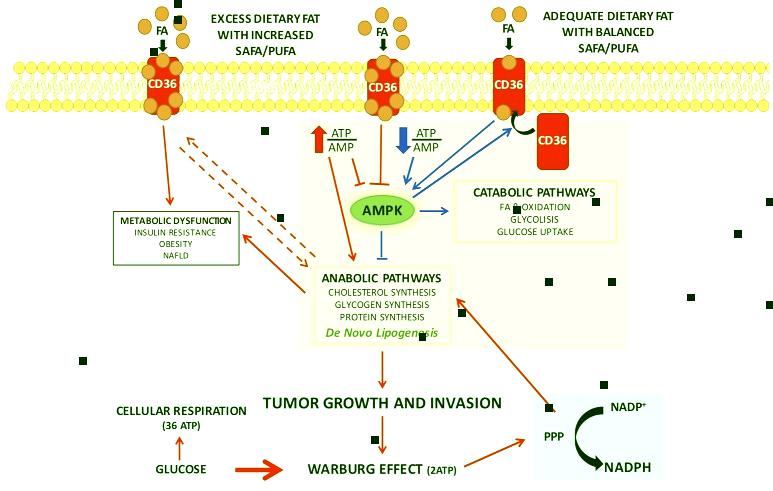 EXCESS DIETARY FAT
WITH INCREASED
SAFA/PUFA
ADEQUATE DIETARY FAT
WITH BALANCED
SAFA/PUFA
FA
FA
FA
CD36
CD36
CD36
CD36
ATP
AMP
ATP
AMP
AMPK
CATABOLIC PATHWAYS
FA OXIDATION
GLYCOLISIS
GLUCOSE UPTAKE
METABOLIC DYSFUNCTION
INSULIN RESISTANCE
OBESITY
NAFLD
ANABOLIC PATHWAYS
CHOLESTEROL SYNTHESIS
GLYCOGEN SYNTHESIS
PROTEIN SYNTHESIS
De Novo Lipogenesis
TUMOR GROWTH AND INVASION
CELLULAR RESPIRATION
(36 ATP)
GLUCOSE
WARBURG EFFECT (2ATP)
PPP
NADP+
NADPH